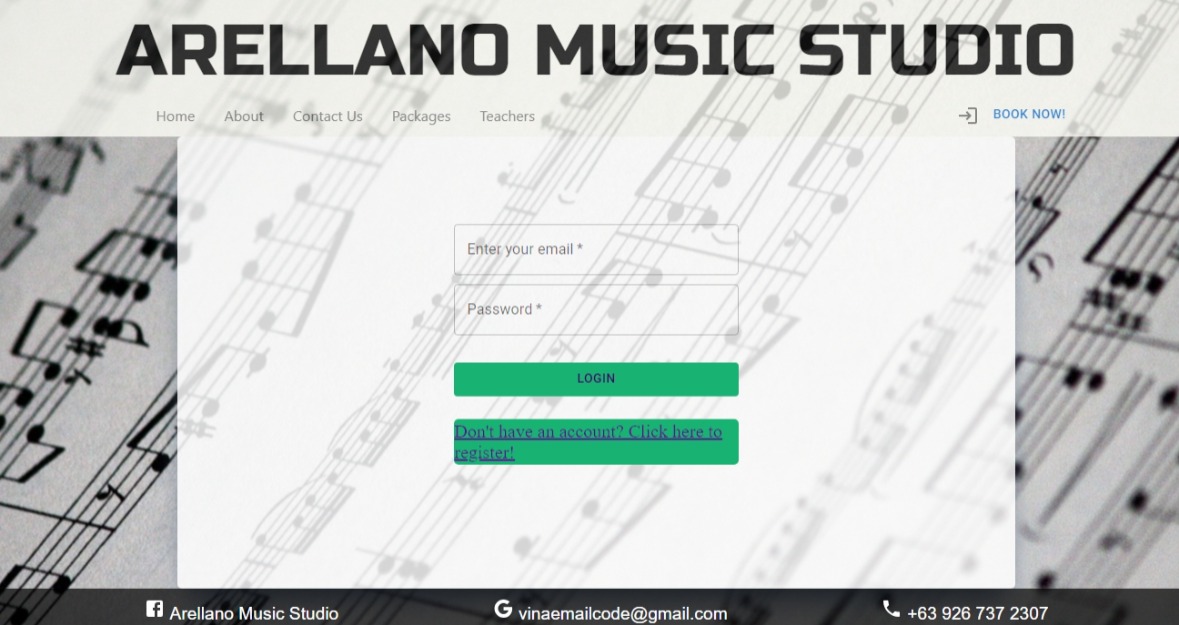 ARELLANO MUSIC STUDIO
Home About Contact Us Packages Teachers BOOK NOW!
Enter your email *
Password *
LOGIN
Don't have an account? Click here to
register!
Arellano Music Studio vinaemailcode@gmail.com +63 926 737 2307